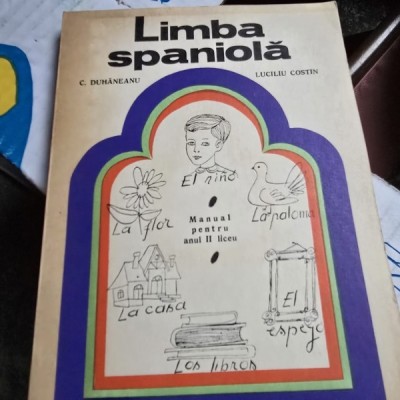 Limba
spaniolă
C. DUHĂNEANU LUCILIU COSTIN
El niño
La flor
La paloma
Manual
pentru
anul II liceu
La casa
El
espejo
Los libros